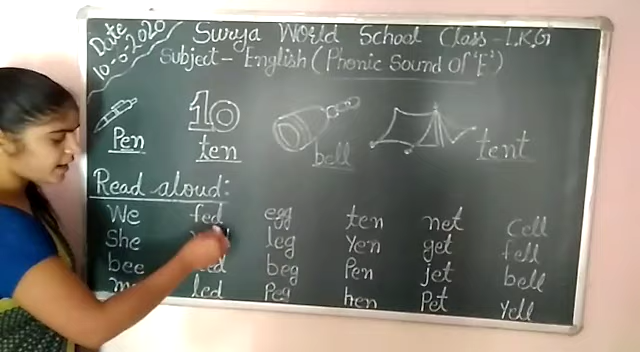 Date
10-0-2020
Surya World School Class-L.K.G
Subject - English (Phonic Sound Of 'E')
10
Pen ten bell tent
Read aloud:
We fed egg ten net Cell
She leg Yen get fell
bee beg Pen jet bell
led Peg hen Pet Yell